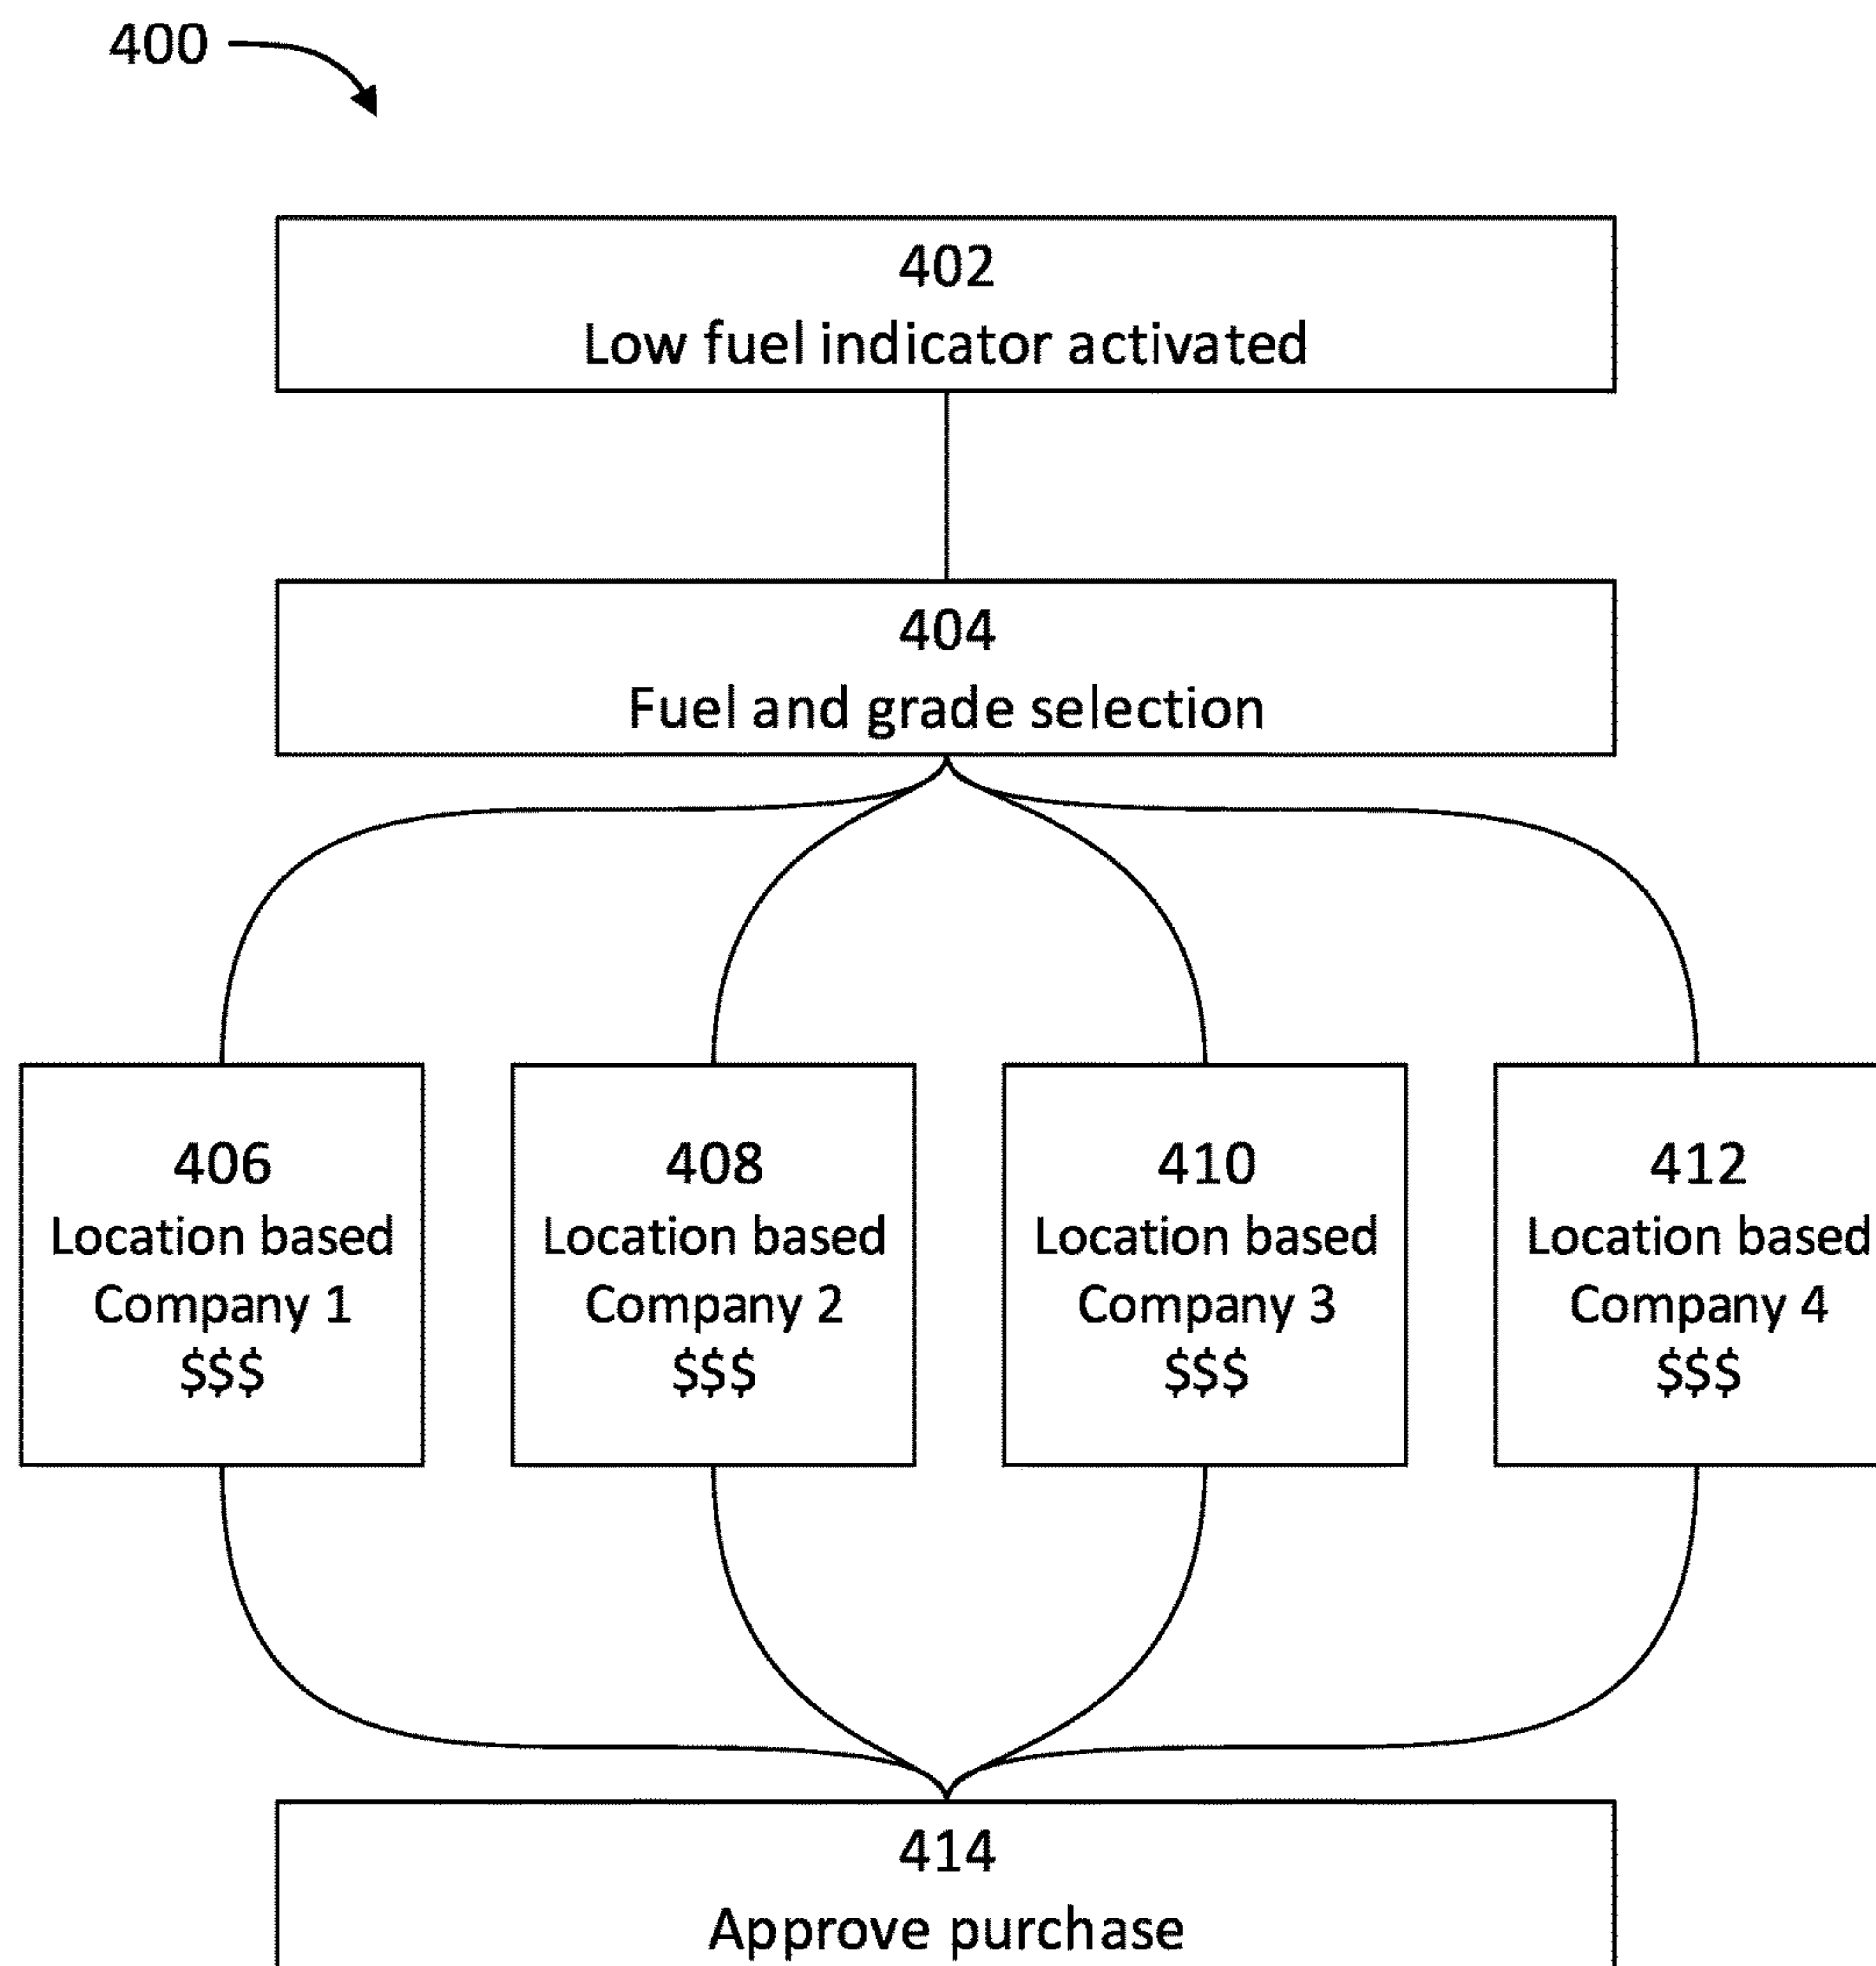 400
402
Low fuel indicator activated
404
Fuel and grade selection
406
Location based
Company 1
$$$
408
Location based
Company 2
$$$
410
Location based
Company 3
$$$
412
Location based
Company 4
$$$
414
Approve purchase